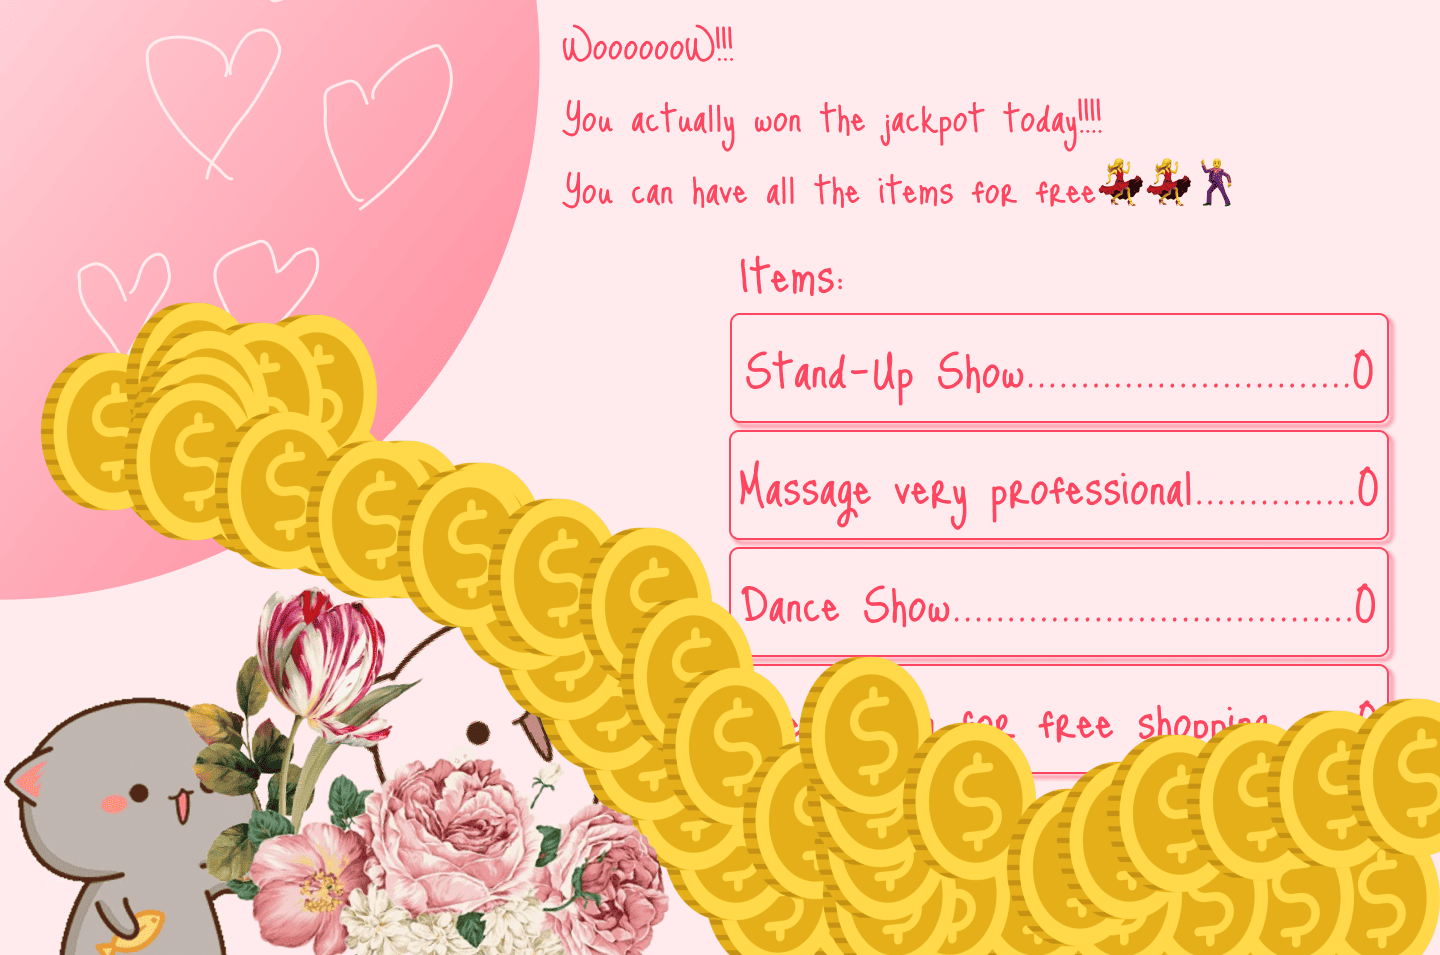 WooooooW!!!
You actually won the jackpot today!!!!
You can have all the items for free
Items:
Stand-Up Show..............................0
Massage very professional...............0
Dance Show.....................................0
for free shopping